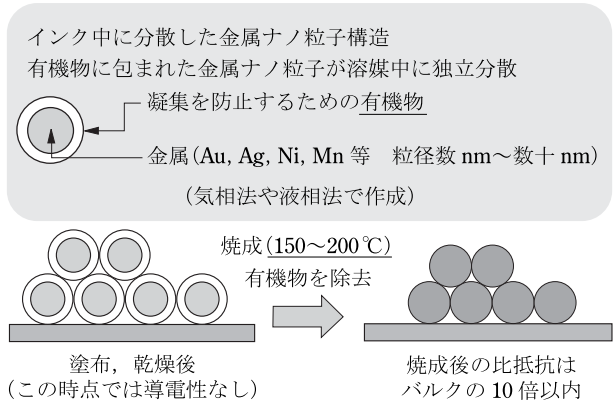 インク中に分散した金属ナノ粒子構造
有機物に包まれた金属ナノ粒子が溶媒中に独立分散
凝集を防止するための有機物
金属(Au, Ag, Ni, Mn 等　粒径数 nm〜数十 nm)
(気相法や液相法で作成)
焼成(150〜200℃)
有機物を除去
塗布，乾燥後
(この時点では導電性なし)
焼成後の比抵抗は
バルクの 10 倍以内